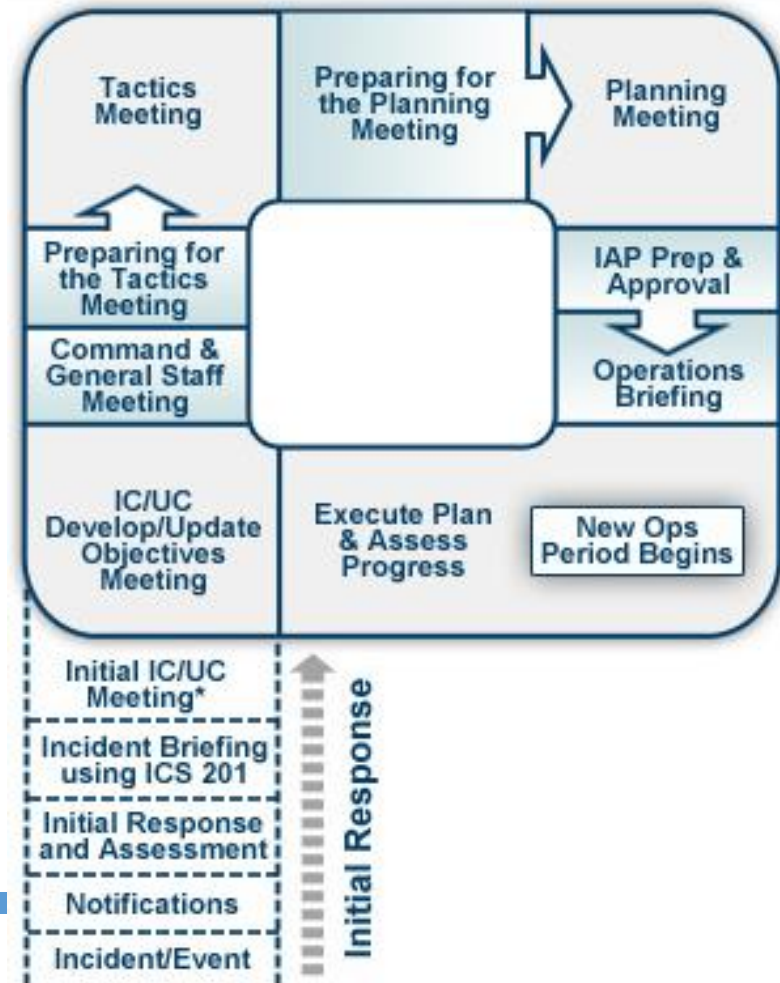 Tactics
Meeting
Preparing for
the Planning
Meeting
Planning
Meeting
Preparing for
the Tactics
Meeting
IAP Prep &
Approval
Command &
General Staff
Meeting
Operations
Briefing
IC/UC
Develop/Update
Objectives
Meeting
Execute Plan
& Assess
Progress
New Ops
Period Begins
Initial IC/UC
Meeting*
Incident Briefing
using ICS 201
Initial Response
and Assessment
Notifications
Incident/Event
Initial Response